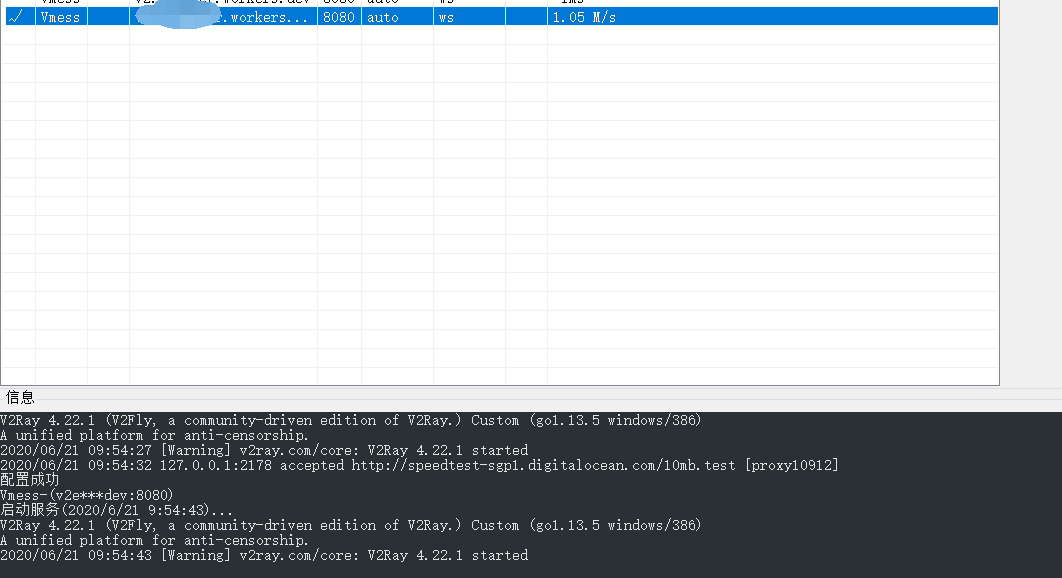 Vmess 8080 auto ws
Vmess r.workers... 8080 auto ws 1.05 M/s
信息
V2Ray 4.22.1 (V2Fly, a community-driven edition of V2Ray.) Custom (go1.13.5 windows/386)
A unified platform for anti-censorship.
2020/06/21 09:54:27 [Warning] v2ray.com/core: V2Ray 4.22.1 started
2020/06/21 09:54:32 127.0.0.1:2178 accepted http://speedtest-sgp1.digitalocean.com/10mb.test [proxy10912]
配置成功
Vmess-(v2e***dev:8080)
启动服务(2020/6/21 9:54:43)...
V2Ray 4.22.1 (V2Fly, a community-driven edition of V2Ray.) Custom (go1.13.5 windows/386)
A unified platform for anti-censorship.
2020/06/21 09:54:43 [Warning] v2ray.com/core: V2Ray 4.22.1 started